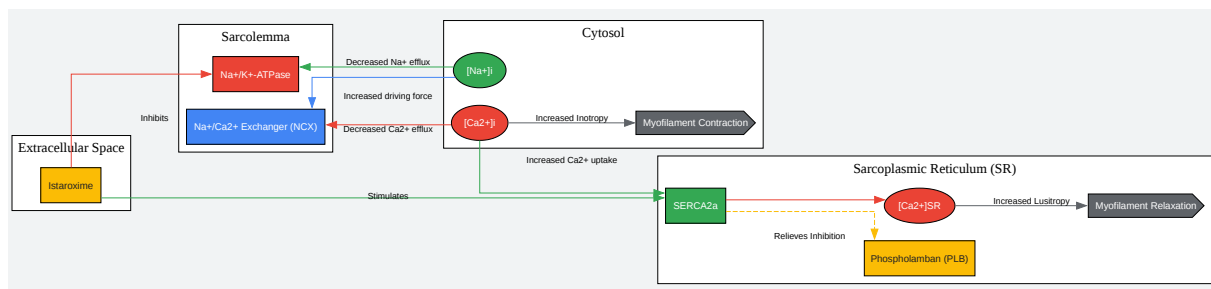 Sarcolemma
Cytosol
Na+/K+-ATPase
Decreased Na+ efflux
[Na+]i
Increased driving force
Inhibits
Na+/Ca2+ Exchanger (NCX)
Decreased Ca2+ efflux
[Ca2+]i
Increased Inotropy
Myofilament Contraction
Extracellular Space
Istaroxime
Stimulates
Increased Ca2+ uptake
Sarcoplasmic Reticulum (SR)
SERCA2a
[Ca2+]SR
Increased Lusitropy
Myofilament Relaxation
Relieves Inhibition
Phospholamban (PLB)